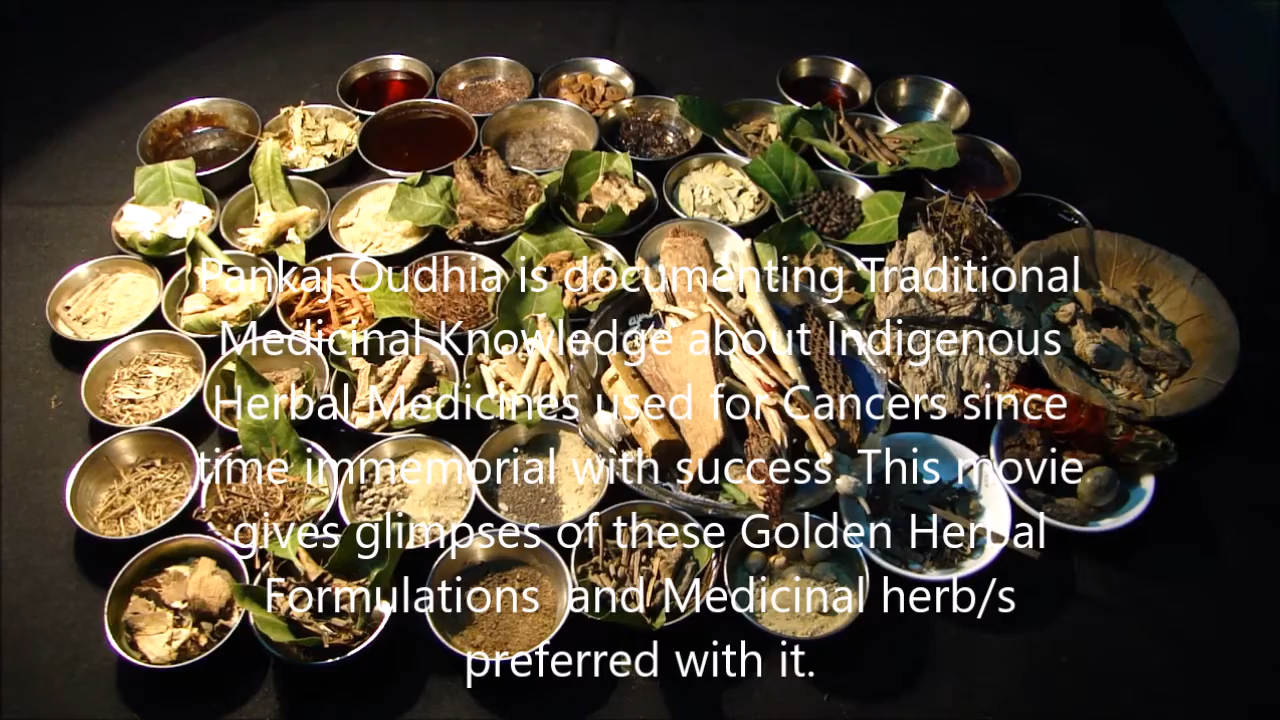 Pankaj Oudhia is documenting Traditional
Medicinal Knowledge about Indigenous
Herbal Medicines used for Cancers since
time immemorial with success. This movie
gives glimpses of these Golden Herbal
Formulations  and Medicinal herb/s
preferred with it.